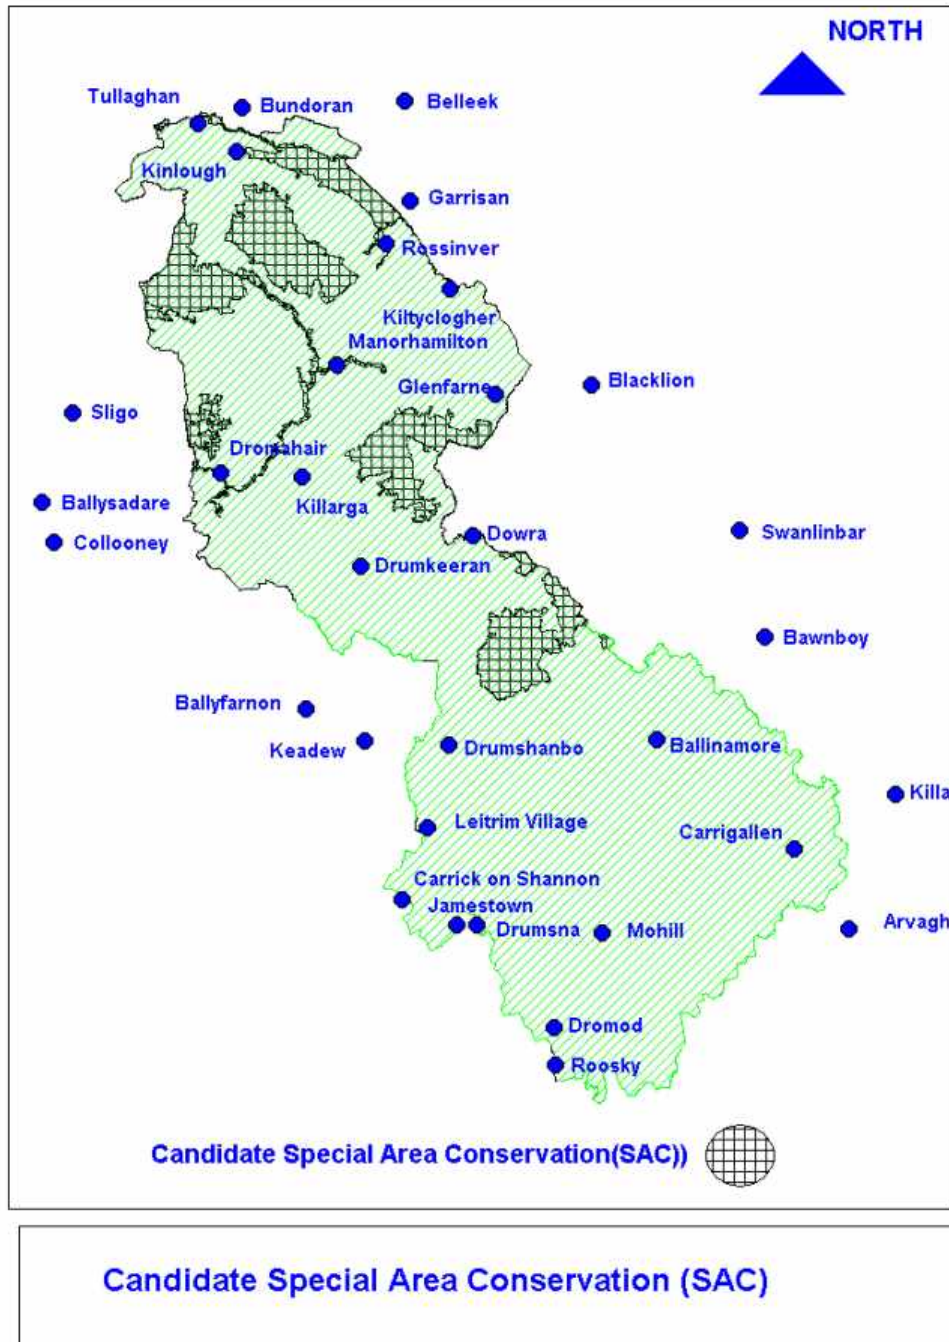 NORTH
Tullaghan
Bundoran
Belleek
Kinlough
Garrisan
Rossinver
Kiltyclogher
Manorhamilton
Glenfarne
Blacklion
Sligo
Dromahair
Killarga
Ballysadare
Collooney
Dowra
Swanlinbar
Drumkeeran
Bawnboy
Ballyfarnon
Keadew
Drumshanbo
Ballinamore
Killa
Leitrim Village
Carrigallen
Carrick on Shannon
Jamestown
Drumsna
Mohill
Arvagh
Dromod
Roosky
Candidate Special Area Conservation(SAC))
Candidate Special Area Conservation (SAC)